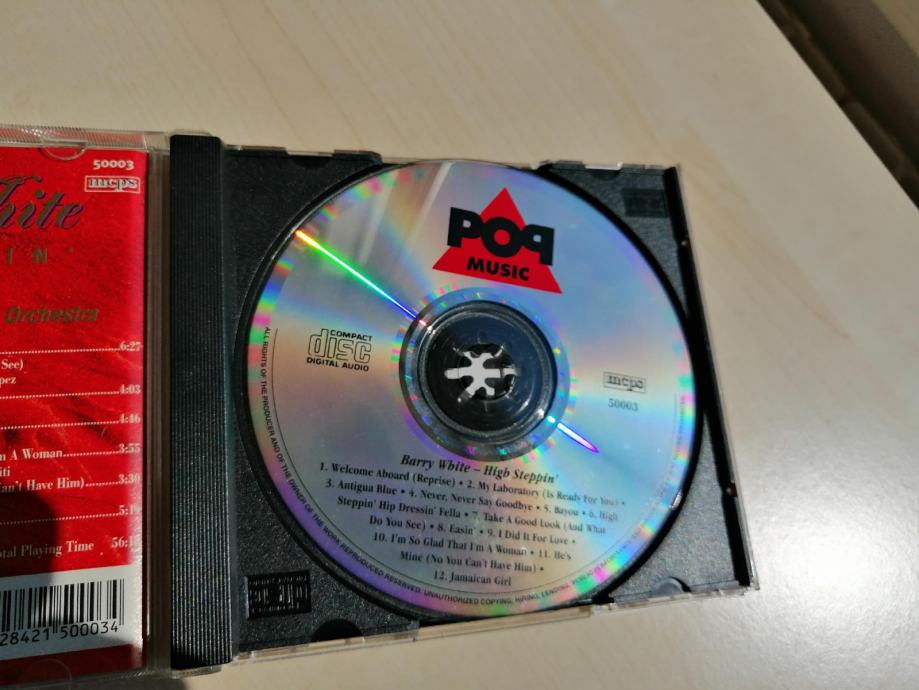 50003
mcps
hite
I N '
Orchestra
6:27
See)
pez
4:03
4:46
m A Woman
3:55
iti
an't Have Him)
3:30
5:1
otal Playing Time 56:1
28421 500034
POP
MUSIC
COMPACT
disc
DIGITAL AUDIO
mcps
50003
ALL RIGHTS OF THE PRODUCER AND OF THE OWNER OF THE WORK REPRODUCED RESERVED. UNAUTHORIZED COPYING, HIRING, LENDING,
Barry White – High Steppin'
1. Welcome Aboard (Reprise) • 2. My Laboratory (Is Ready For You) •
3. Antigua Blue • 4. Never, Never Say Goodbye • 5. Bayou • 6. High
Steppin' Hip Dressin' Fella • 7. Take A Good Look (And What
Do You See) • 8. Easin' • 9. I Did It For Love •
10. I'm So Glad That I'm A Woman • 11. He's
Mine (No You Can't Have Him) •
12. Jamaican Girl